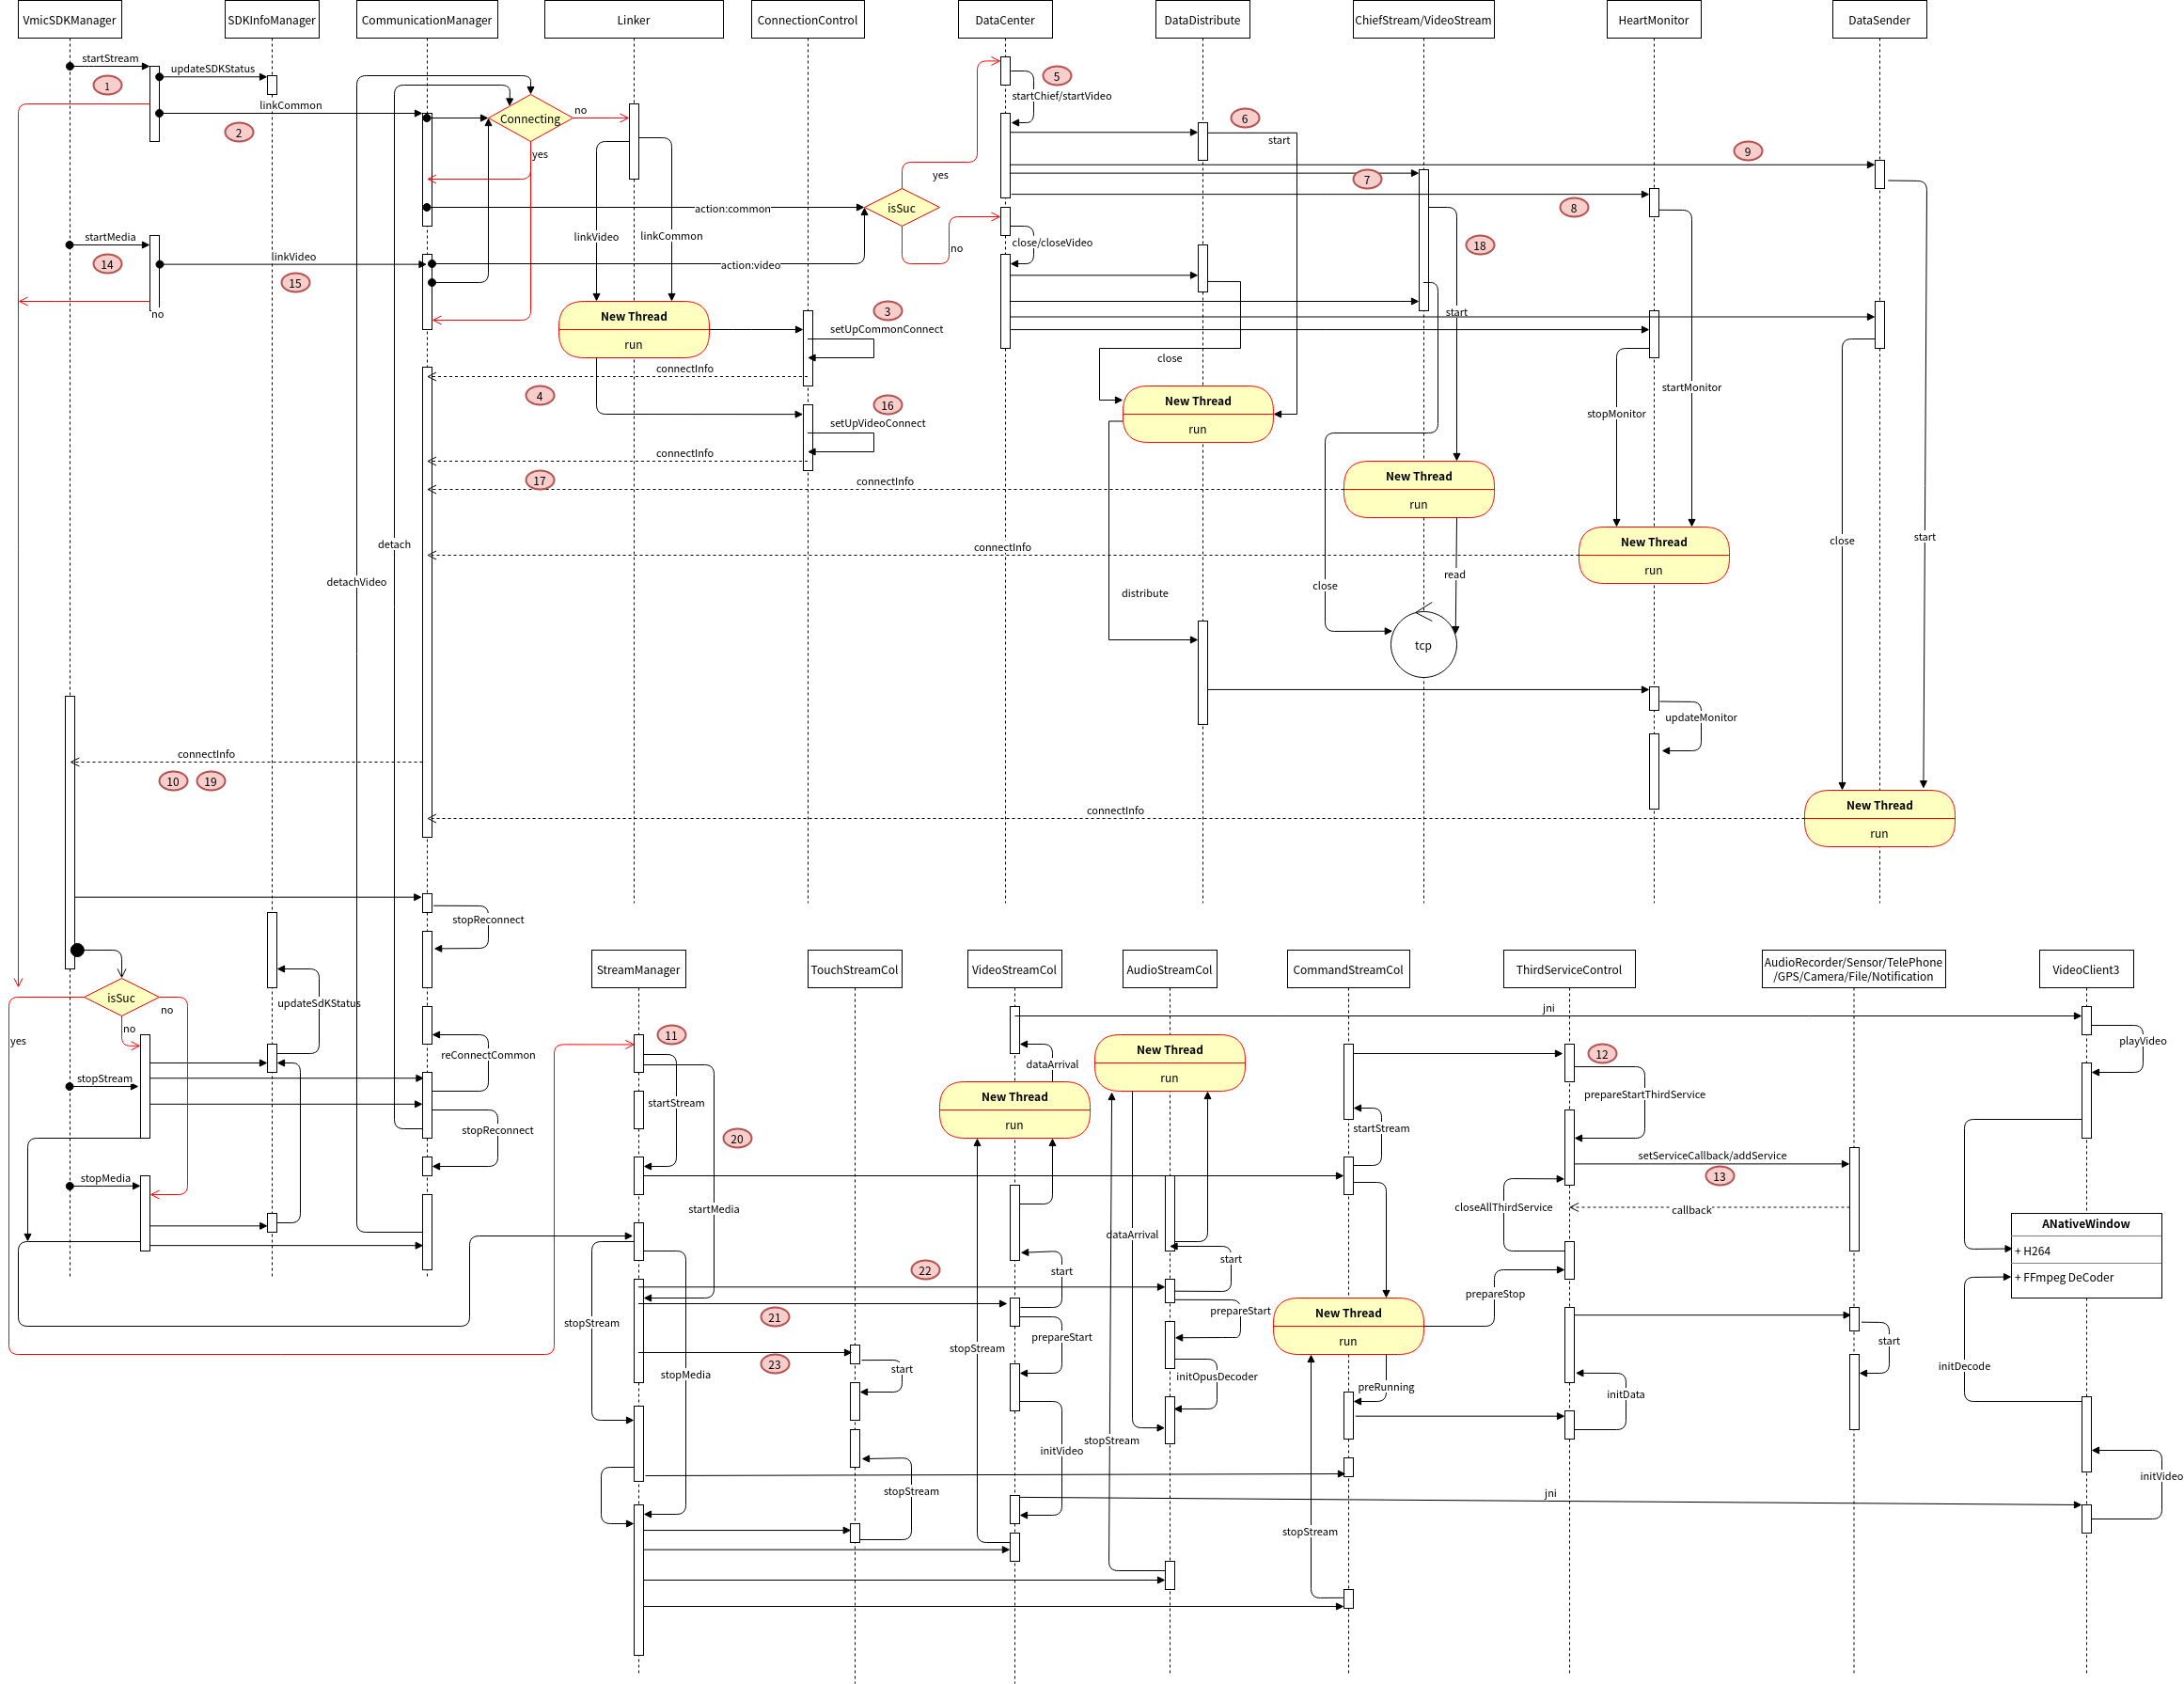 VmicSDKManager
SDKInfoManager
CommunicationManager
Linker
ConnectionControl
DataCenter
DataDistribute
ChiefStream/VideoStream
HeartMonitor
DataSender
startStream
1
updateSDKStatus
linkCommon
2
Connecting
no
yes
5
startChief/startVideo
6
start
9
7
8
yes
isSuc
no
action:common
startMedia
14
linkVideo
15
no
action:video
linkVideo
linkCommon
close/closeVideo
18
start
New Thread
run
3
setUpCommonConnect
connectInfo
4
16
setUpVideoConnect
connectInfo
17
close
New Thread
run
connectInfo
New Thread
run
startMonitor
stopMonitor
detach
detachVideo
connectInfo
New Thread
run
close
start
read
close
distribute
tcp
updateMonitor
connectInfo
10
19
connectInfo
New Thread
run
stopReconnect
StreamManager
TouchStreamCol
VideoStreamCol
AudioStreamCol
CommandStreamCol
ThirdServiceControl
AudioRecorder/Sensor/TelePhone
/GPS/Camera/File/Notification
VideoClient3
isSuc
updateSdKStatus
no
no
yes
reConnectCommon
stopStream
stopReconnect
stopMedia
11
startStream
20
startMedia
jni
dataArrival
New Thread
run
New Thread
run
12
prepareStartThirdService
startStream
playVideo
setServiceCallback/addService
13
closeAllThirdService
callback
dataArrival
ANativeWindow
+ H264
+ FFmpeg DeCoder
22
start
start
prepareStop
prepareStart
New Thread
run
21
stopStream
prepareStart
stopStream
start
23
start
initOpusDecoder
initDecode
stopMedia
preRunning
initData
stopStream
initVideo
initVideo
stopStream
jni
stopStream